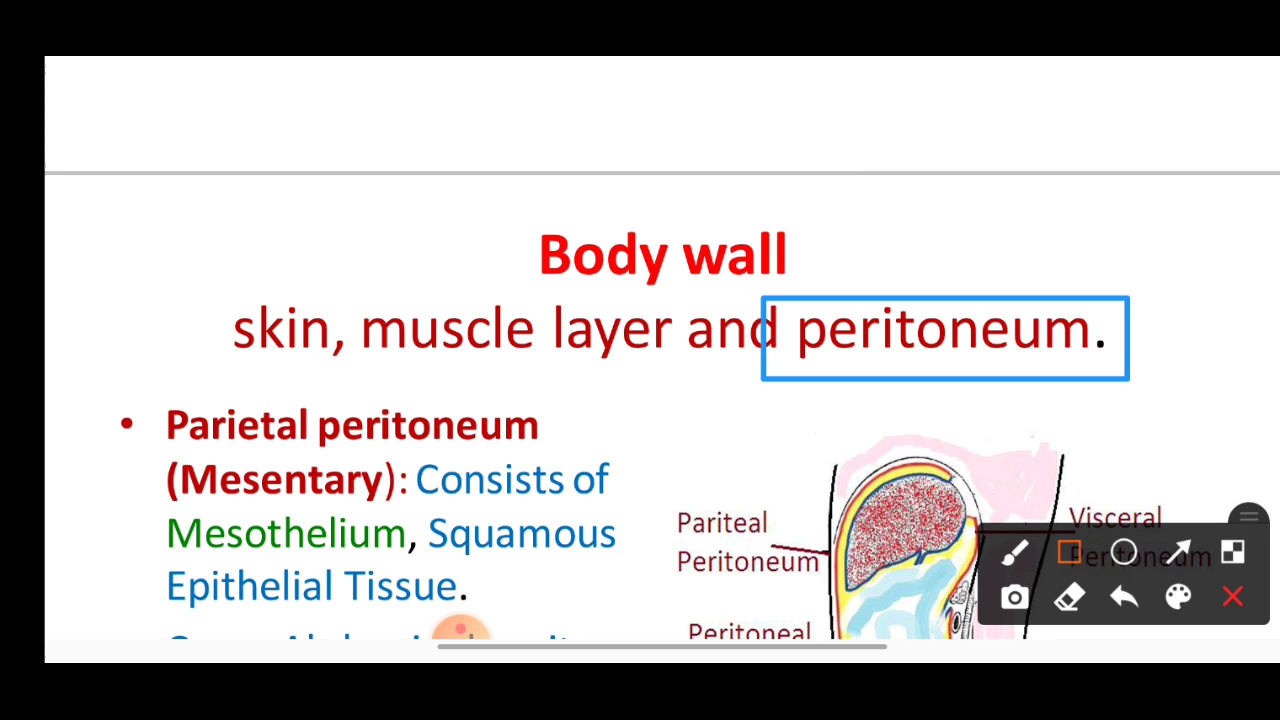 Body wall
skin, muscle layer and peritoneum.
• Parietal peritoneum
(Mesentary): Consists of
Mesothelium, Squamous
Epithelial Tissue.
Pariteal
Peritoneum
Visceral
Peritoneum
Peritoneal